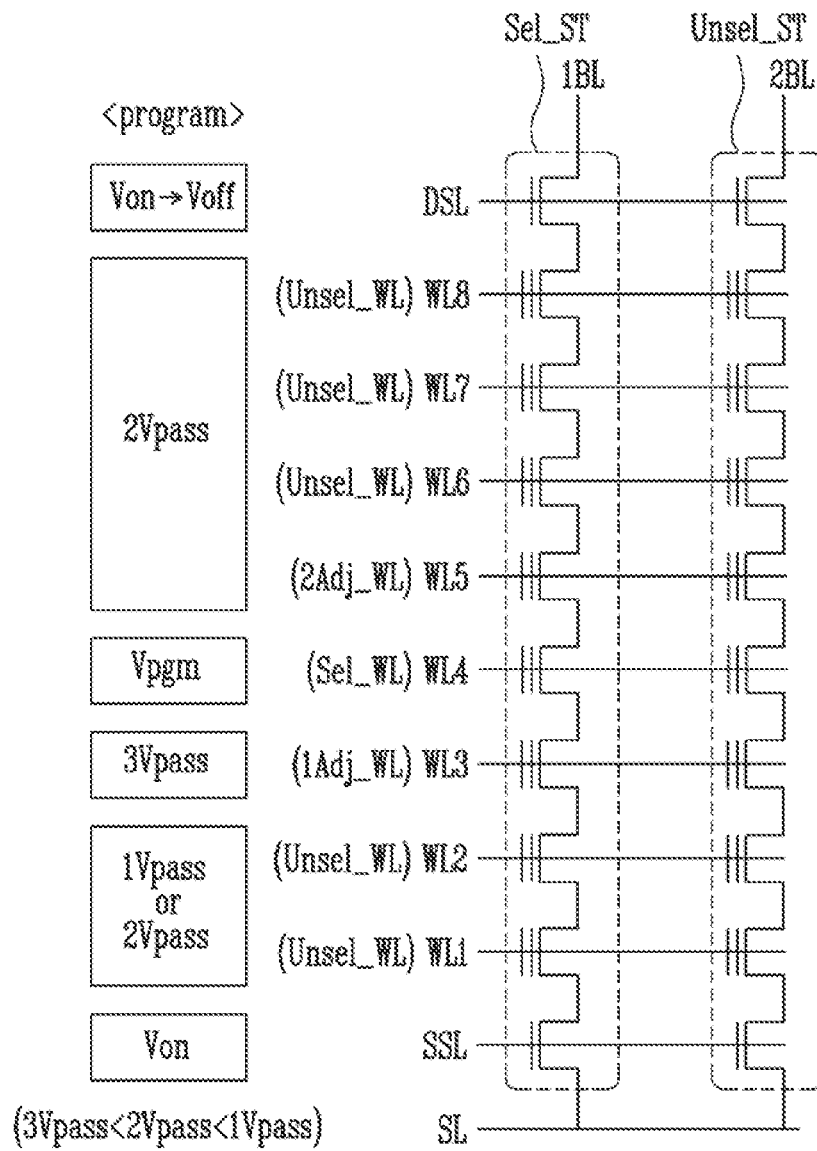 Sel_ST Unsel_ST
1BL 2BL
<program>
Von→Voff DSL
(Unsel_WL) WL8
(Unsel_WL) WL7
2Vpass
(Unsel_WL) WL6
(2Adj_WL) WL5
Vpgm (Sel_WL) WL4
3Vpass (1Adj_WL) WL3
1Vpass
or
2Vpass
(Unsel_WL) WL2
(Unsel_WL) WL1
Von SSL
(3Vpass<2Vpass<1Vpass) SL